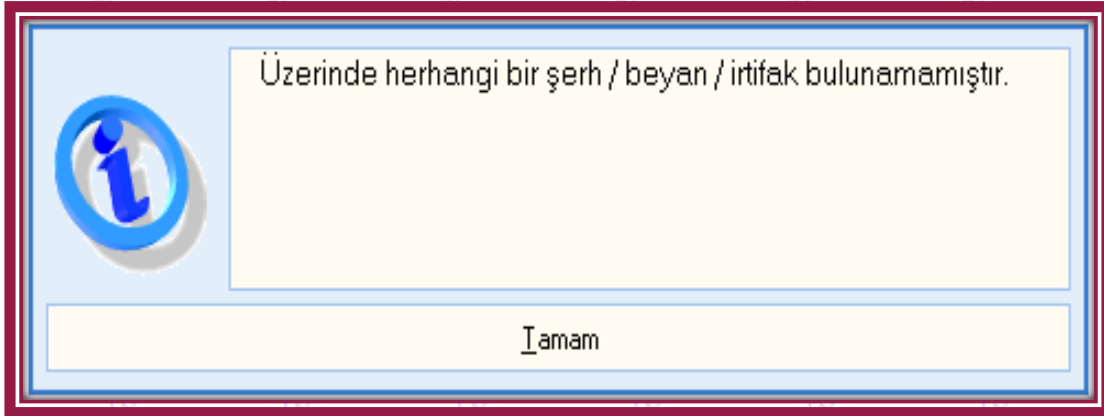 Üzerinde herhangi bir şerh / beyan / irtifak bulunamamıştır.
Tamam